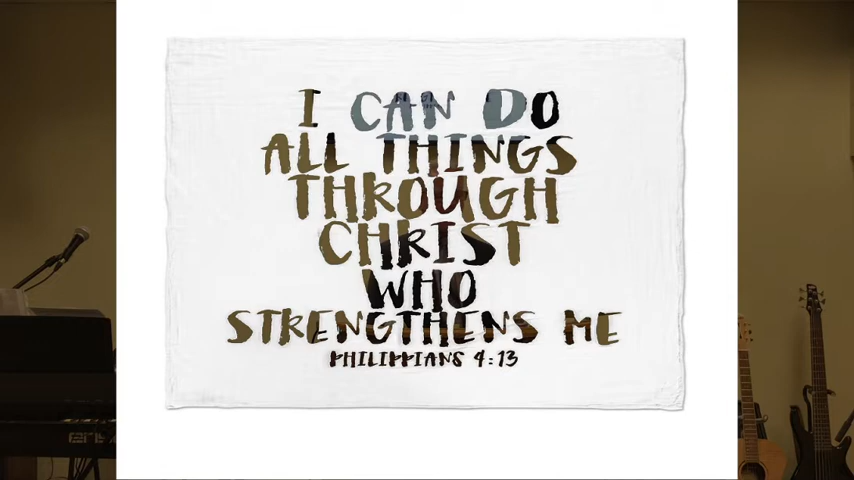 I CAN DO
ALL THINGS
THROUGH
CHRIST
WHO
STRENGTHENS ME
PHILIPPIANS 4:13